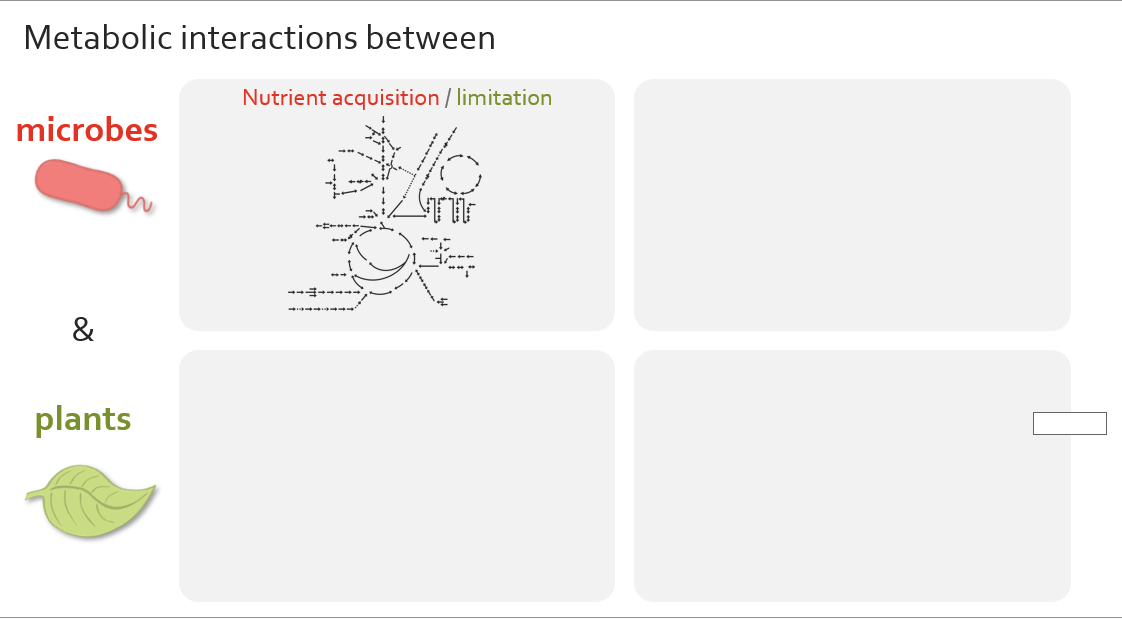 Metabolic interactions between
microbes
&
plants
Nutrient acquisition / limitation